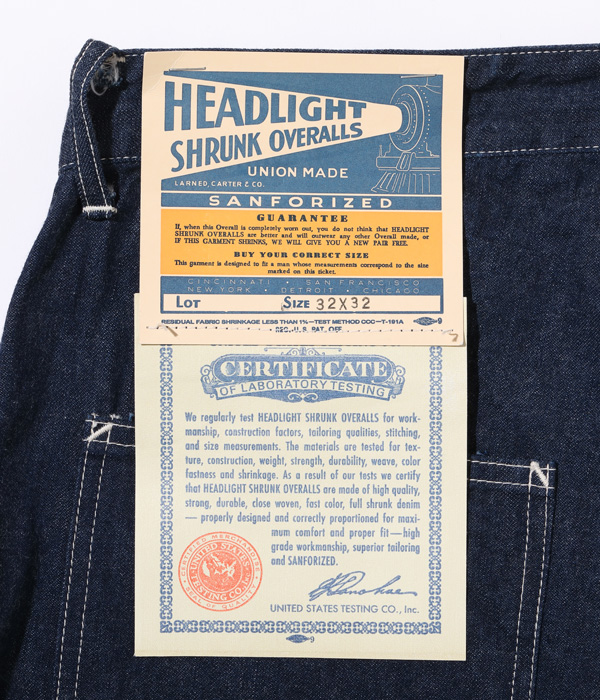 HEADLIGHT
SHRUNK OVERALLS
UNION MADE
LARNED, CARTER & CO.
SANFORIZED
GUARANTEE
If, when this Overall is completely worn out, you do not think that HEADLIGHT
SHRUNK OVERALLS are better and will outwear any other Overall made, or
IF THIS GARMENT SHRINKS, WE WILL GIVE YOU A NEW PAIR FREE.
BUY YOUR CORRECT SIZE
This garment is designed to fit a man whose measurements correspond to the size
marked on this ticket.
CINCINNATI • SAN FRANCISCO
NEW YORK • DETROIT • CHICAGO
LOT SIZE 32X32
RESIDUAL FABRIC SHRINKAGE LESS THAN 1%—TEST METHOD CCC-T-191A 9
REG. U. S. PAT. OFF.
CERTIFICATE
OF LABORATORY TESTING
We regularly test HEADLIGHT SHRUNK OVERALLS for work-
manship, construction factors, tailoring qualities, stitching,
and size measurements. The materials are tested for tex-
ture, construction, weight, strength, durability, weave, color
fastness and shrinkage. As a result of our tests we certify
that HEADLIGHT SHRUNK OVERALLS are made of high quality,
strong, durable, close woven, fast color, full shrunk denim
— properly designed and correctly proportioned for maxi-
mum comfort and proper fit—high
grade workmanship, superior tailoring
and SANFORIZED.
CERTIFIED MERCHANDISE
UNITED STATES
TESTING CO. INC.
UNITED STATES TESTING CO., Inc.
9